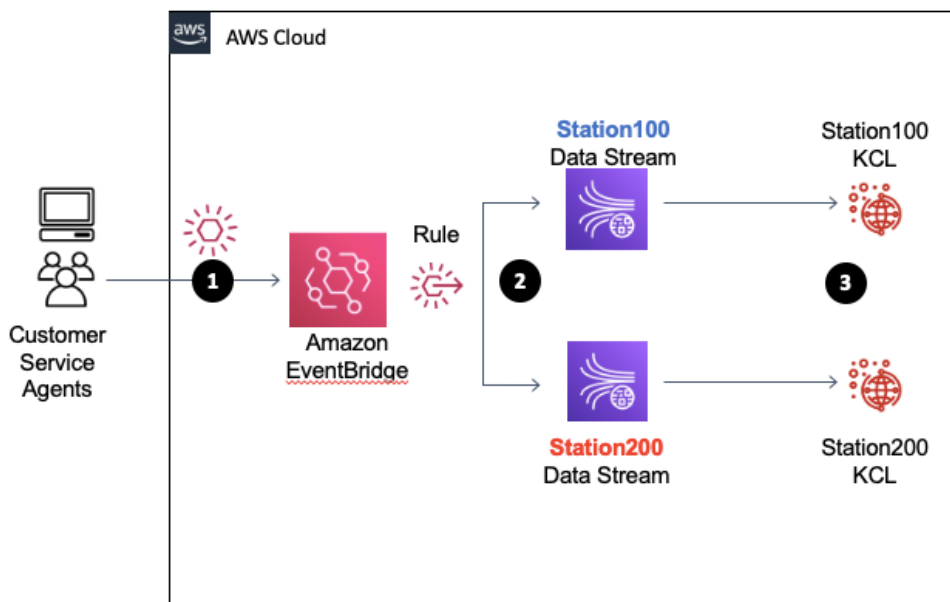 aws
AWS Cloud
Station100
Data Stream
Station100
KCL
Rule
1
2
3
Customer
Service
Agents
Amazon
EventBridge
Station200
Data Stream
Station200
KCL